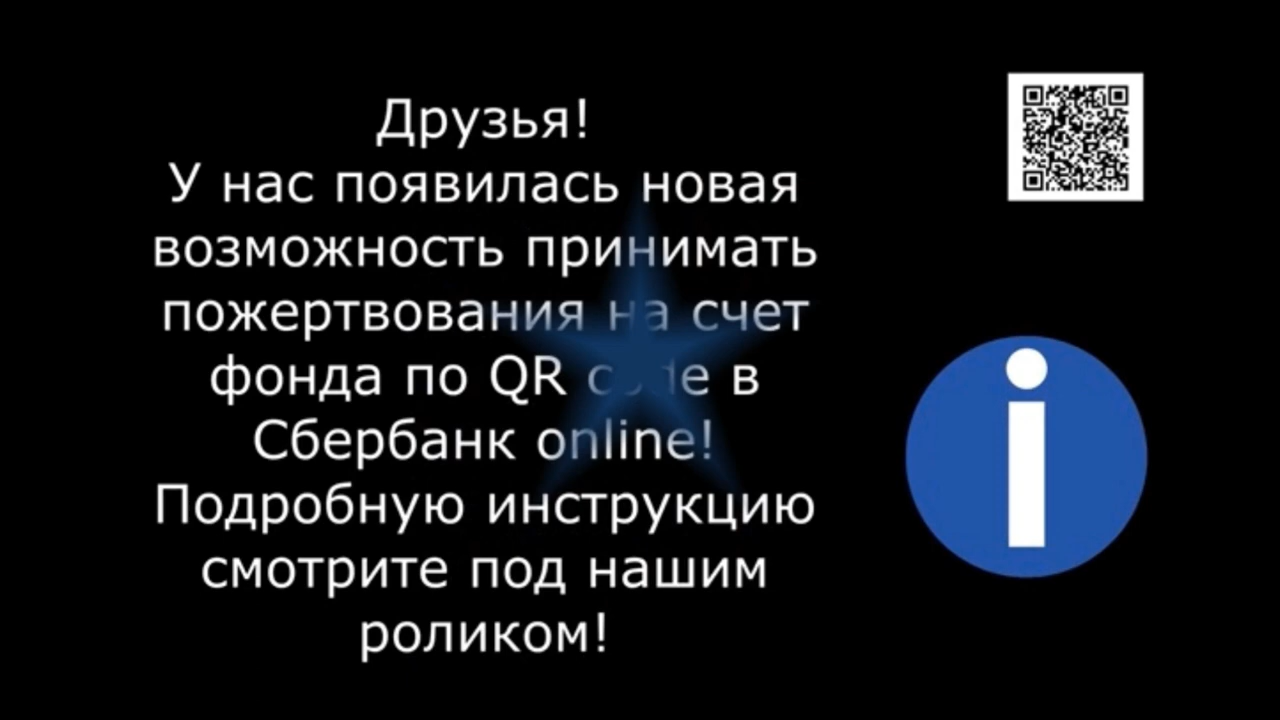 Друзья!
У нас появилась новая
возможность принимать
пожертвования на счет
фонда по QR code в
Сбербанк online!
Подробную инструкцию
смотрите под нашим
роликом!
i